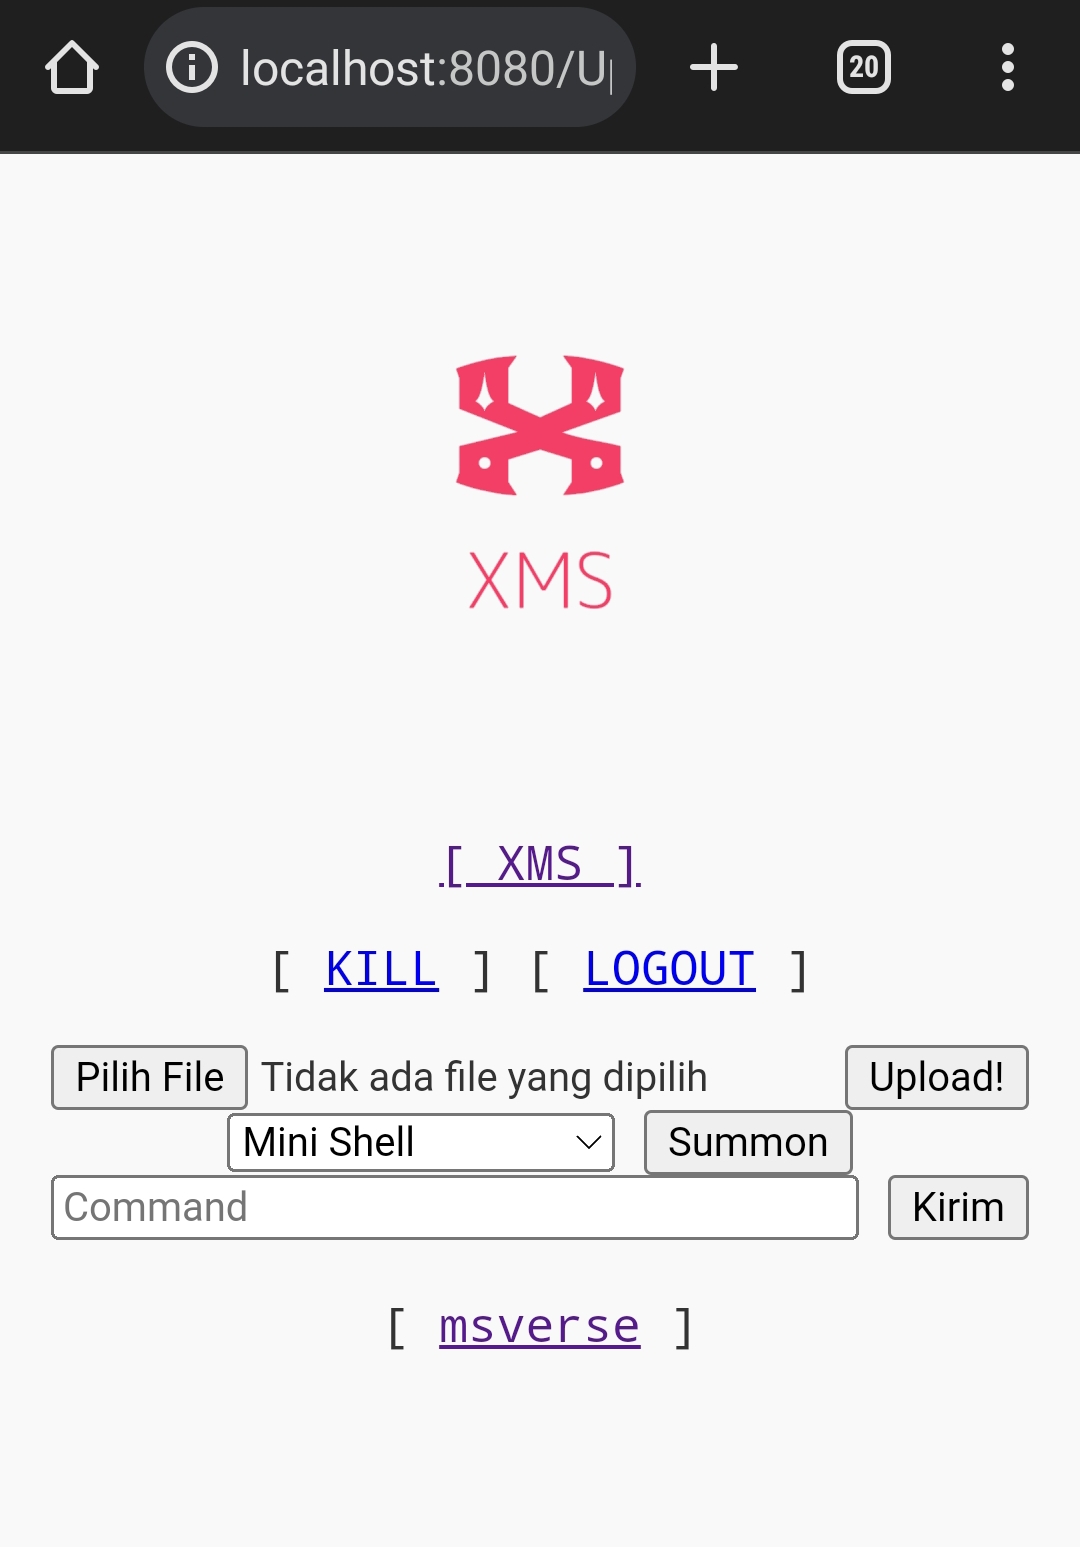 localhost:8080/U
20
XMS
[ XMS ]
[ KILL ] [ LOGOUT ]
Pilih File Tidak ada file yang dipilih Upload!
Mini Shell Summon
Command Kirim
[ msverse ]